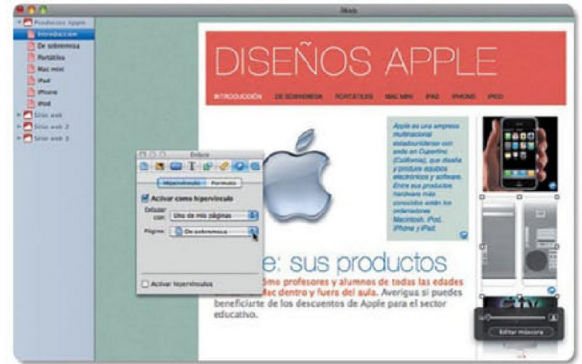 iWeb
Productos Apple
Introducción
De sobremesa
Portátiles
Mac mini
iPad
iPhone
iPod
Sitio web
Sitio web 2
Sitio web 3
DISEÑOS APPLE
INTRODUCCIÓN DE SOBREMESA PORTÁTILES MAC MINI IPAD IPHONE IPOD
Apple es una empresa
multinacional
estadounidense con
sede en Cupertino
(California), que diseña
y produce equipos
electrónicos y software.
Entre sus productos
hardware más
conocidos están los
ordenadores
Macintosh, iPod,
iPhone y iPad.
Enlace
Hipervínculo Formato
Activar como hipervínculo
Enlazar
con: Una de mis páginas
Página: De sobremesa
Activar hipervínculos
e: sus productos
ómo profesores y alumnos de todas las edades
Mac dentro y fuera del aula. Averigua si puedes
beneficiarte de los descuentos de Apple para el sector
educativo.
Editar máscara